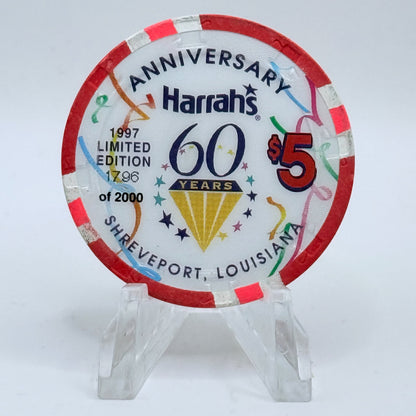 ANNIVERSARY
Harrah's®
1997
LIMITED
EDITION
1796
of 2000
60
YEARS
$5
SHREVEPORT, LOUISIANA